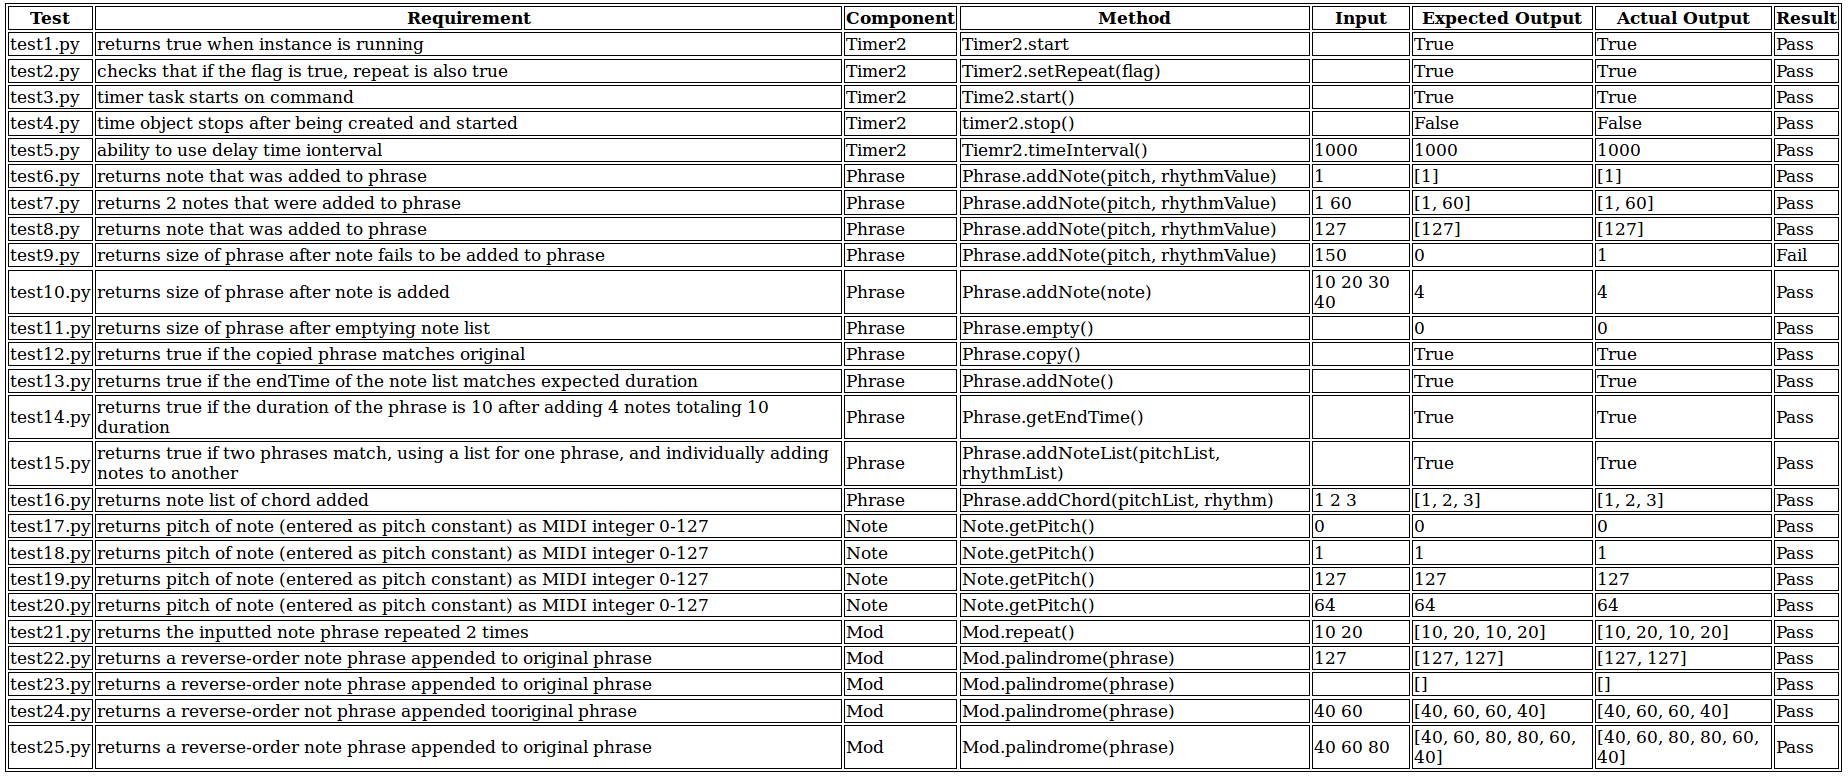 Test Requirement Component Method Input Expected Output Actual Output Result
test1.py returns true when instance is running Timer2 Timer2.start True True Pass
test2.py checks that if the flag is true, repeat is also true Timer2 Timer2.setRepeat(flag) True True Pass
test3.py timer task starts on command Timer2 Time2.start() True True Pass
test4.py time object stops after being created and started Timer2 timer2.stop() False False Pass
test5.py ability to use delay time ionterval Timer2 Tiemr2.timeInterval() 1000 1000 1000 Pass
test6.py returns note that was added to phrase Phrase Phrase.addNote(pitch, rhythmValue) 1 [1] [1] Pass
test7.py returns 2 notes that were added to phrase Phrase Phrase.addNote(pitch, rhythmValue) 1 60 [1, 60] [1, 60] Pass
test8.py returns note that was added to phrase Phrase Phrase.addNote(pitch, rhythmValue) 127 [127] [127] Pass
test9.py returns size of phrase after note fails to be added to phrase Phrase Phrase.addNote(pitch, rhythmValue) 150 0 1 Fail
test10.py returns size of phrase after note is added Phrase Phrase.addNote(note) 10 20 30
40 4 4 Pass
test11.py returns size of phrase after emptying note list Phrase Phrase.empty() 0 0 Pass
test12.py returns true if the copied phrase matches original Phrase Phrase.copy() True True Pass
test13.py returns true if the endTime of the note list matches expected duration Phrase Phrase.addNote() True True Pass
test14.py returns true if the duration of the phrase is 10 after adding 4 notes totaling 10
duration Phrase Phrase.getEndTime() True True Pass
test15.py returns true if two phrases match, using a list for one phrase, and individually adding
notes to another Phrase Phrase.addNoteList(pitchList,
rhythmList) True True Pass
test16.py returns note list of chord added Phrase Phrase.addChord(pitchList, rhythm) 1 2 3 [1, 2, 3] [1, 2, 3] Pass
test17.py returns pitch of note (entered as pitch constant) as MIDI integer 0-127 Note Note.getPitch() 0 0 0 Pass
test18.py returns pitch of note (entered as pitch constant) as MIDI integer 0-127 Note Note.getPitch() 1 1 1 Pass
test19.py returns pitch of note (entered as pitch constant) as MIDI integer 0-127 Note Note.getPitch() 127 127 127 Pass
test20.py returns pitch of note (entered as pitch constant) as MIDI integer 0-127 Note Note.getPitch() 64 64 64 Pass
test21.py returns the inputted note phrase repeated 2 times Mod Mod.repeat() 10 20 [10, 20, 10, 20] [10, 20, 10, 20] Pass
test22.py returns a reverse-order note phrase appended to original phrase Mod Mod.palindrome(phrase) 127 [127, 127] [127, 127] Pass
test23.py returns a reverse-order note phrase appended to original phrase Mod Mod.palindrome(phrase) [] [] Pass
test24.py returns a reverse-order not phrase appended tooriginal phrase Mod Mod.palindrome(phrase) 40 60 [40, 60, 60, 40] [40, 60, 60, 40] Pass
test25.py returns a reverse-order note phrase appended to original phrase Mod Mod.palindrome(phrase) 40 60 80 [40, 60, 80, 80, 60,
40] [40, 60, 80, 80, 60,
40] Pass